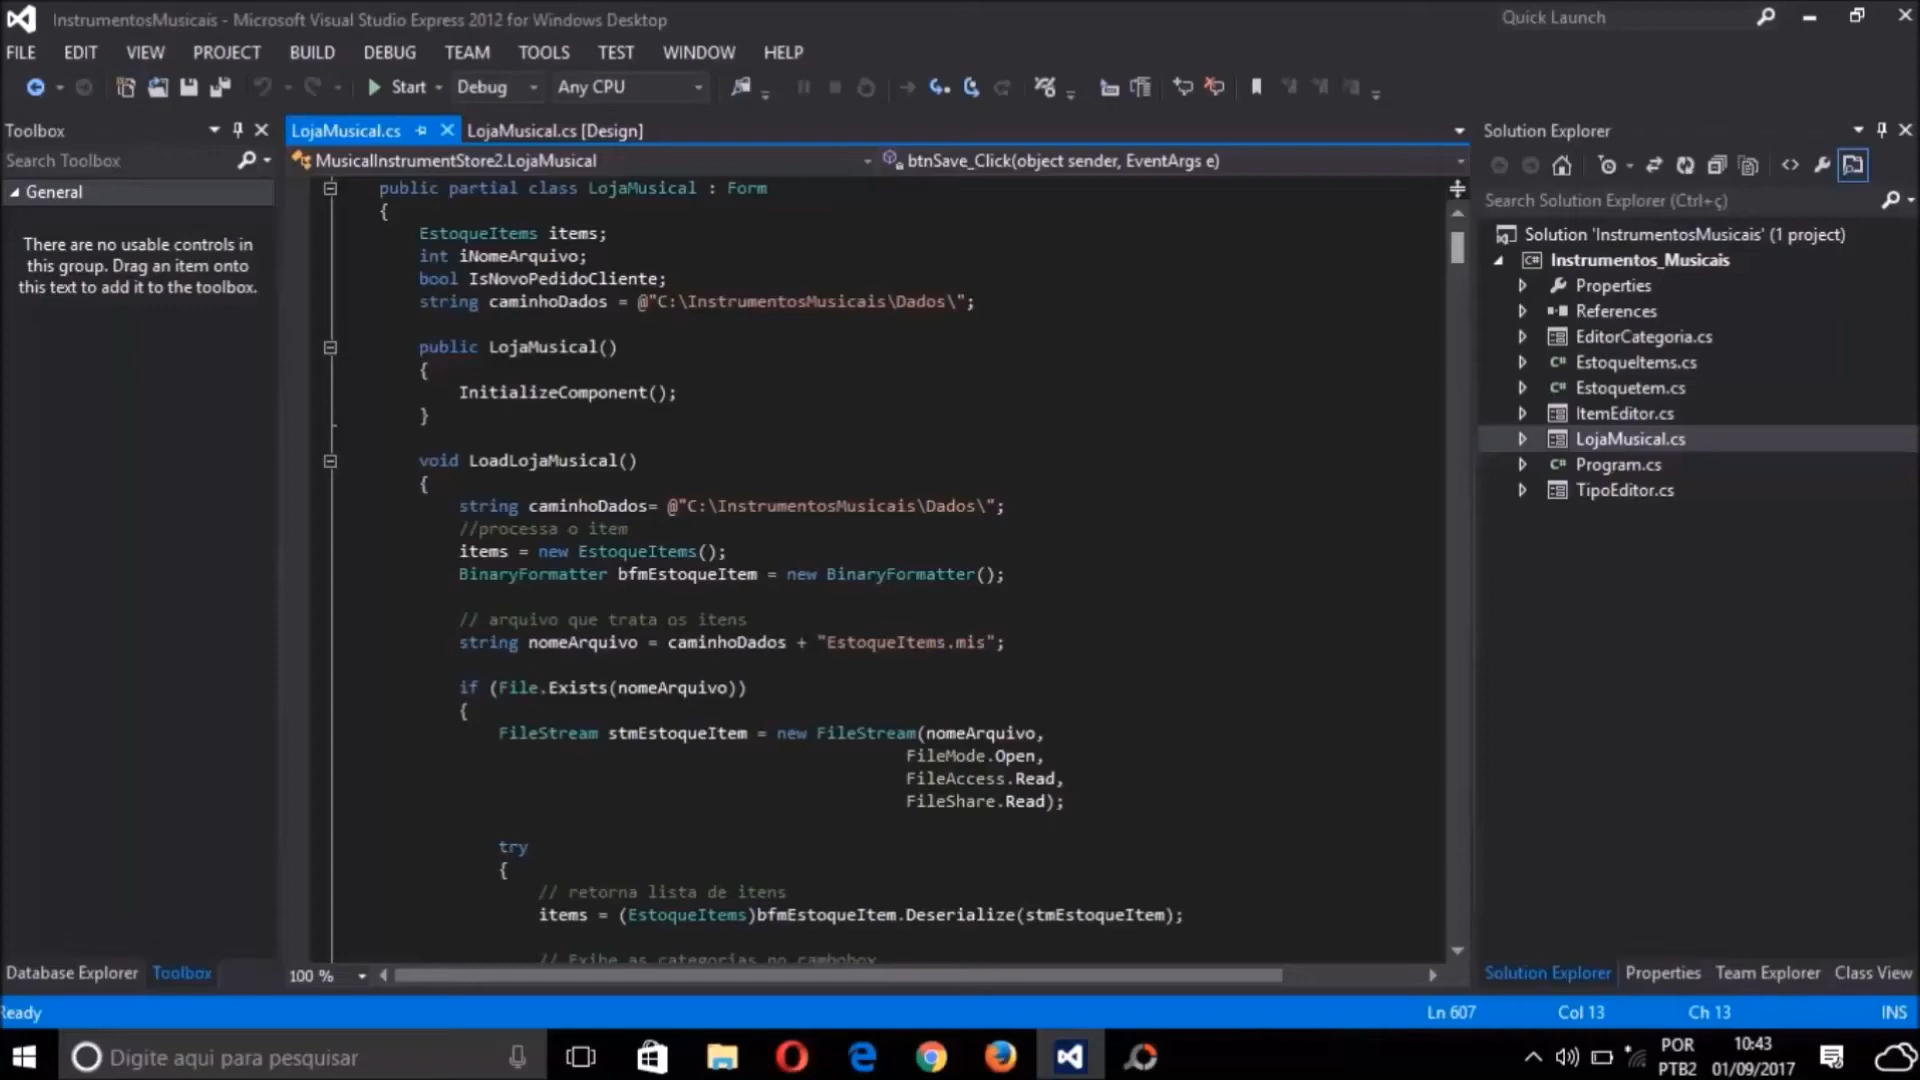 InstrumentosMusicais - Microsoft Visual Studio Express 2012 for Windows Desktop
Quick Launch
FILE EDIT VIEW PROJECT BUILD DEBUG TEAM TOOLS TEST WINDOW HELP
Start Debug Any CPU
Toolbox
LojaMusical.cs LojaMusical.cs [Design]
Solution Explorer
Search Toolbox
MusicalInstrumentStore2.LojaMusical btnSave_Click(object sender, EventArgs e)
General
There are no usable controls in
this group. Drag an item onto
this text to add it to the toolbox.
public partial class LojaMusical : Form
{
EstoqueItems items;
int iNomeArquivo;
bool IsNovoPedidoCliente;
string caminhoDados = @"C:\InstrumentosMusicais\Dados\";
public LojaMusical()
{
InitializeComponent();
}
void LoadLojaMusical()
{
string caminhoDados= @"C:\InstrumentosMusicais\Dados\";
//processa o item
items = new EstoqueItems();
BinaryFormatter bfmEstoqueItem = new BinaryFormatter();
// arquivo que trata os itens
string nomeArquivo = caminhoDados + "EstoqueItems.mis";
if (File.Exists(nomeArquivo))
{
FileStream stmEstoqueItem = new FileStream(nomeArquivo,
FileMode.Open,
FileAccess.Read,
FileShare.Read);
try
{
// retorna lista de itens
items = (EstoqueItems)bfmEstoqueItem.Deserialize(stmEstoqueItem);
// Exibe as categorias no combobox
100 %
Search Solution Explorer (Ctrl+ç)
Solution 'InstrumentosMusicais' (1 project)
Instrumentos_Musicais
Properties
References
EditorCategoria.cs
EstoqueItems.cs
Estoquetem.cs
ItemEditor.cs
LojaMusical.cs
Program.cs
TipoEditor.cs
Database Explorer Toolbox
Solution Explorer Properties Team Explorer Class View
Ready
Ln 607 Col 13 Ch 13 INS
Digite aqui para pesquisar
POR
PTB2
10:43
01/09/2017